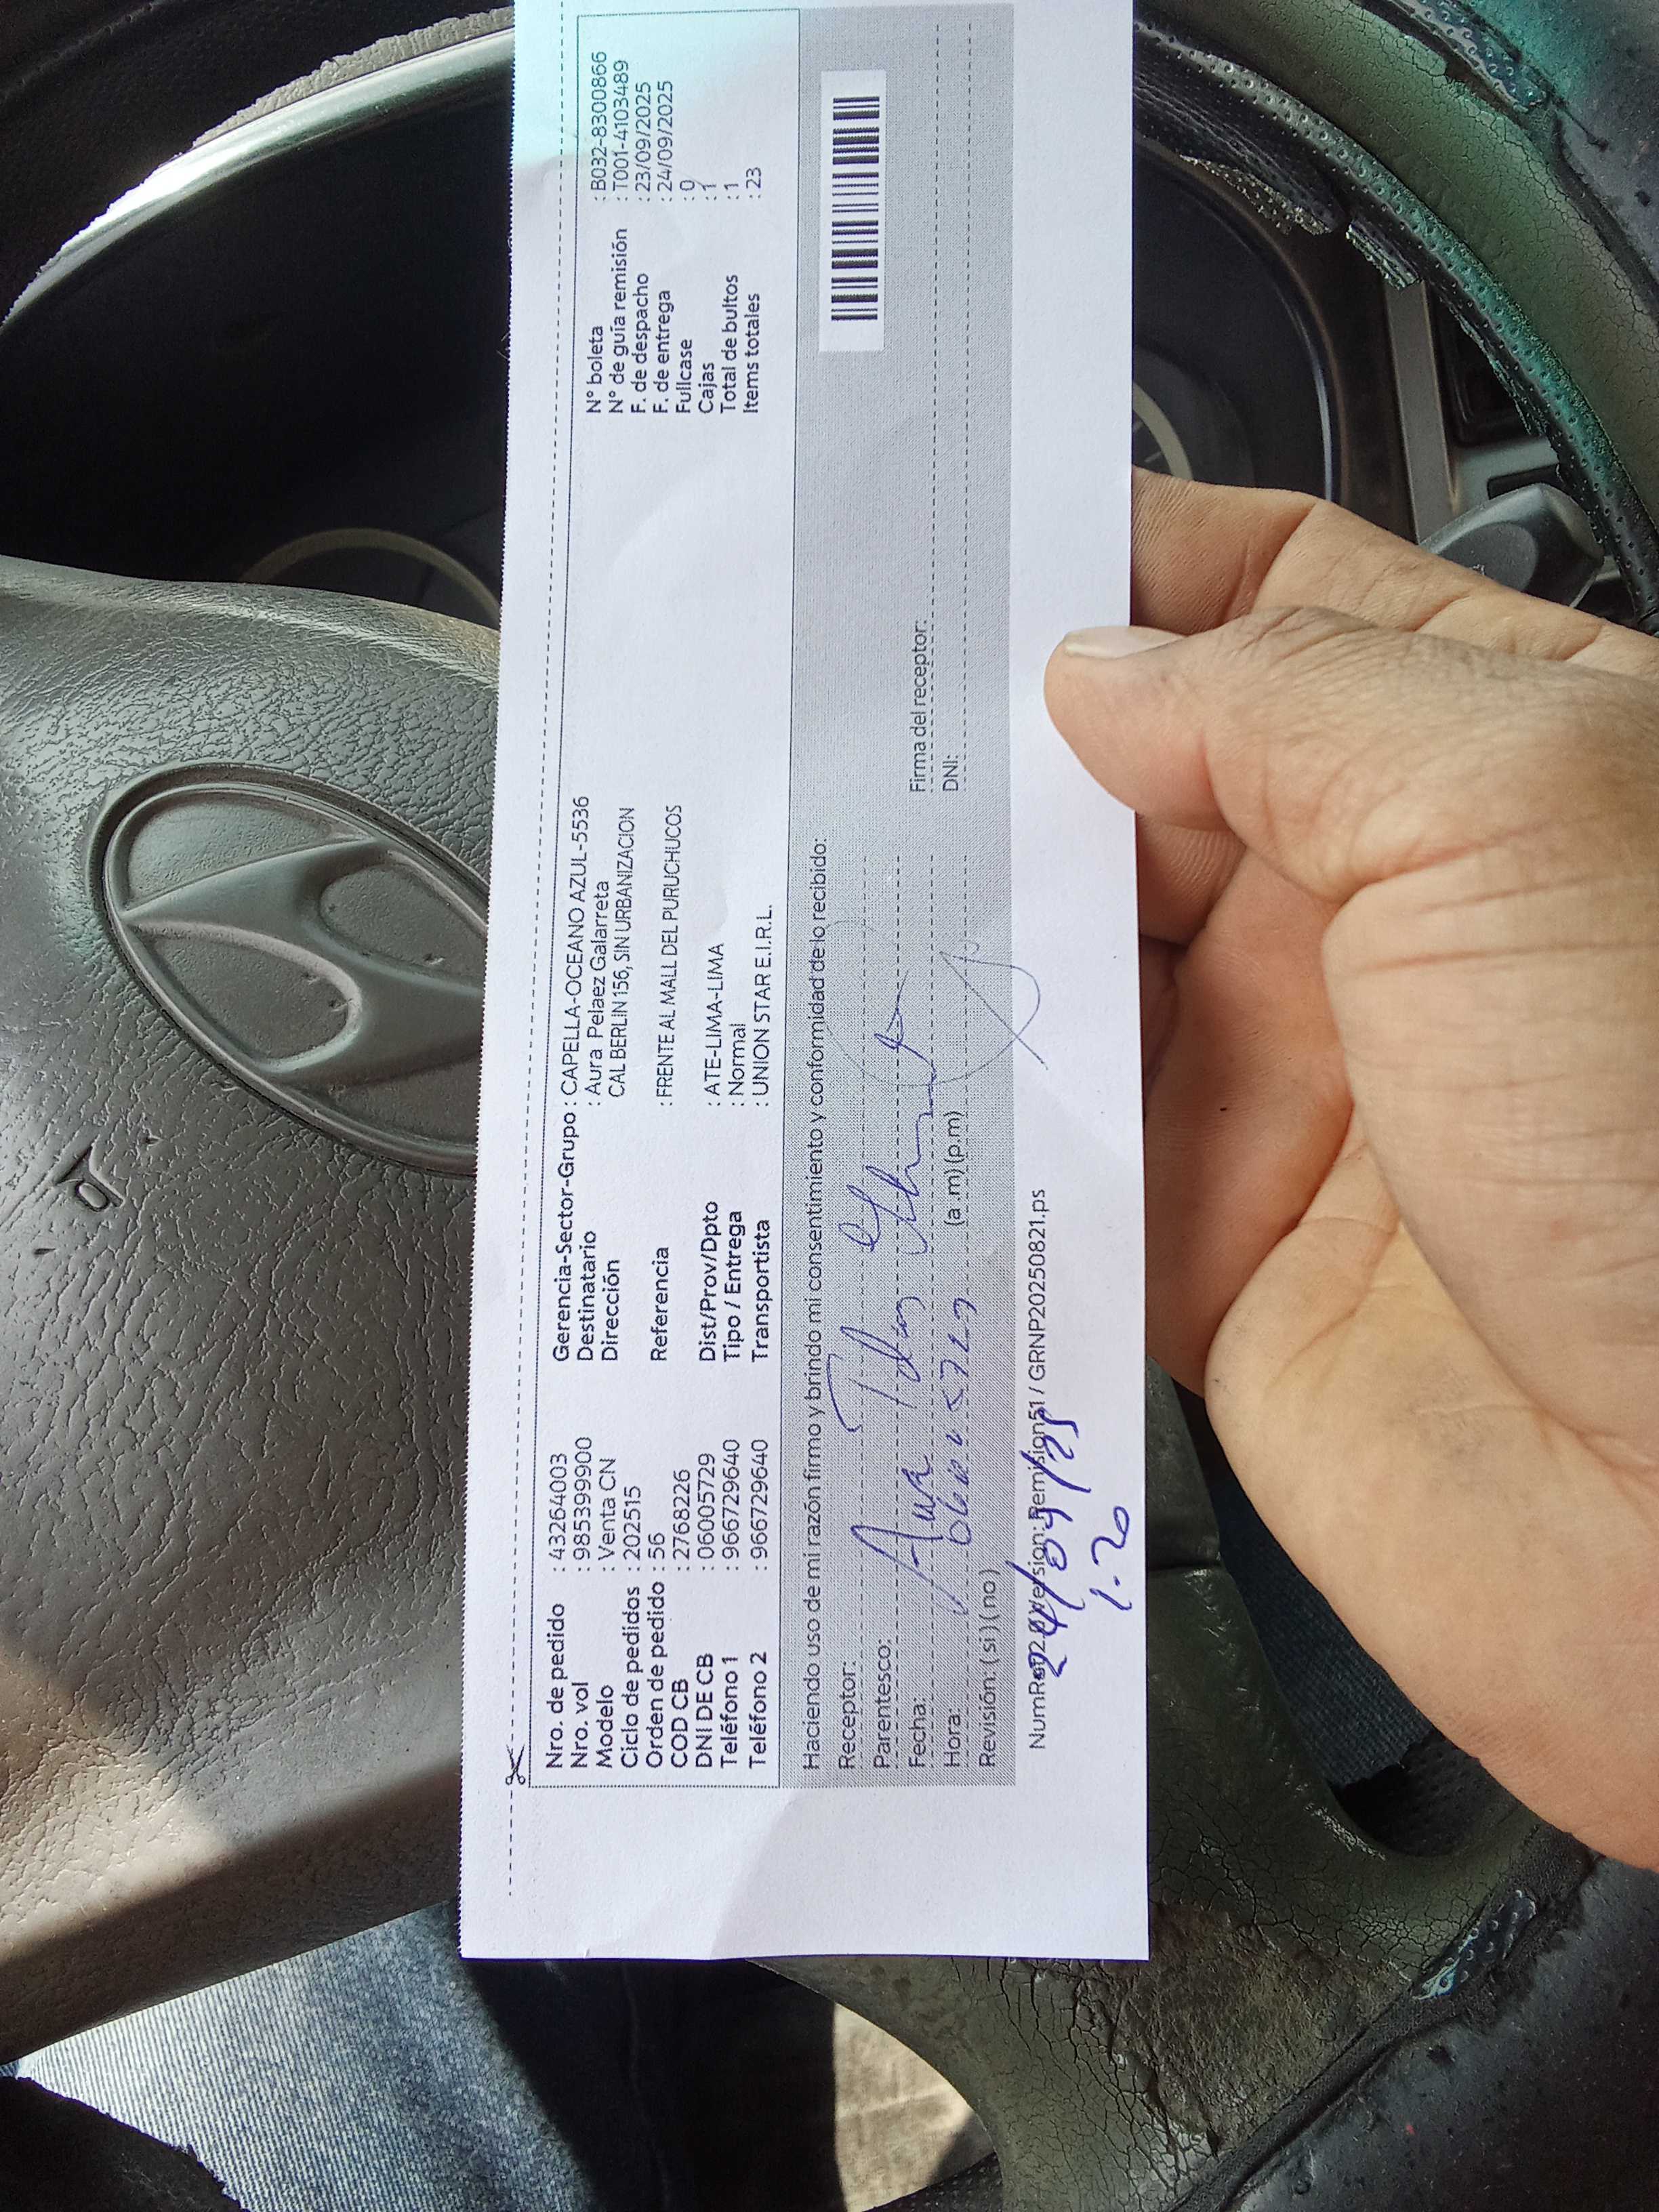 Nro. de pedido : 43264003
Nro. vol : 985399900
Modelo : Venta CN
Ciclo de pedidos : 202515
Orden de pedido : 56
COD CB : 2768226
DNI DE CB : 06005729
Teléfono 1 : 966729640
Teléfono 2 : 966729640
Gerencia-Sector-Grupo : CAPELLA-OCEANO AZUL-5536
Destinatario : Aura Pelaez Galarreta
Dirección CAL BERLIN 156, SIN URBANIZACION
Referencia : FRENTE AL MALL DEL PURUCHUCOS
Dist/Prov/Dpto : ATE-LIMA-LIMA
Tipo / Entrega : Normal
Transportista : UNION STAR E.I.R.L.
N° boleta : B032-8300866
N° de guía remisión : T001-4103489
F. de despacho : 23/09/2025
F. de entrega : 24/09/2025
Fullcase : 0
Cajas : 1
Total de bultos : 1
Items totales : 23
Haciendo uso de mi razón firmo y brindo mi consentimiento y conformidad de lo recibido:
Receptor:
Parentesco:
Aura
Fecha:
Hora: (a.m) (p.m)
Revisión: (si) (no)
Firma del receptor:
DNI:
Version: Remision51 / GRNP20250821.ps
24/09/25
1.20